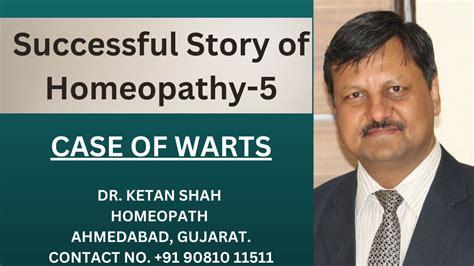 Successful Story of
Homeopathy-5
CASE OF WARTS
DR. KETAN SHAH
HOMEOPATH
AHMEDABAD, GUJARAT.
CONTACT NO. +91 90810 11511